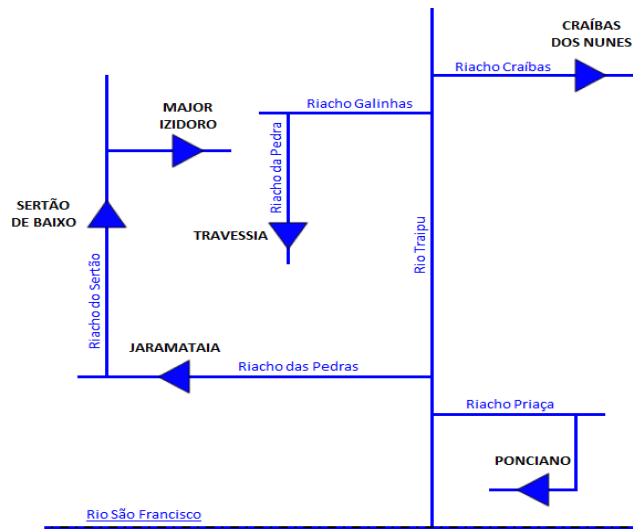 CRAÍBAS
DOS NUNES
Riacho Craíbas
MAJOR
IZIDORO
Riacho Galinhas
Riacho da Pedra
SERTÃO
DE BAIXO
TRAVESSIA
Rio Traipu
Riacho do Sertão
JARAMATAIA
Riacho das Pedras
Riacho Priaça
PONCIANO
Rio São Francisco